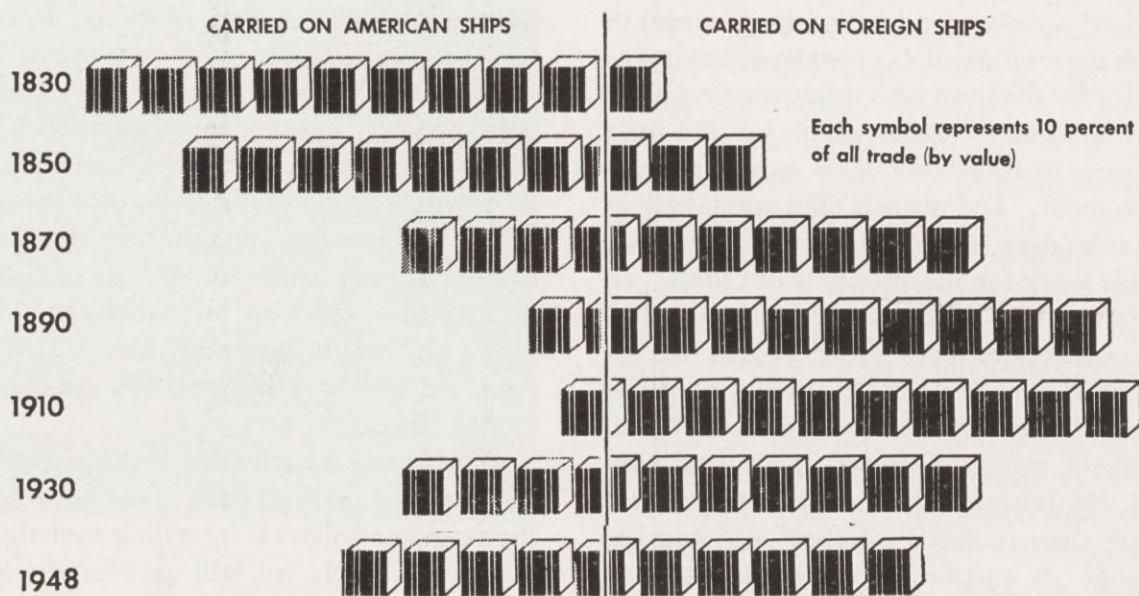 CARRIED ON AMERICAN SHIPS
CARRIED ON FOREIGN SHIPS
1830
Each symbol represents 10 percent
of all trade (by value)
1850
1870
1890
1910
1930
1948